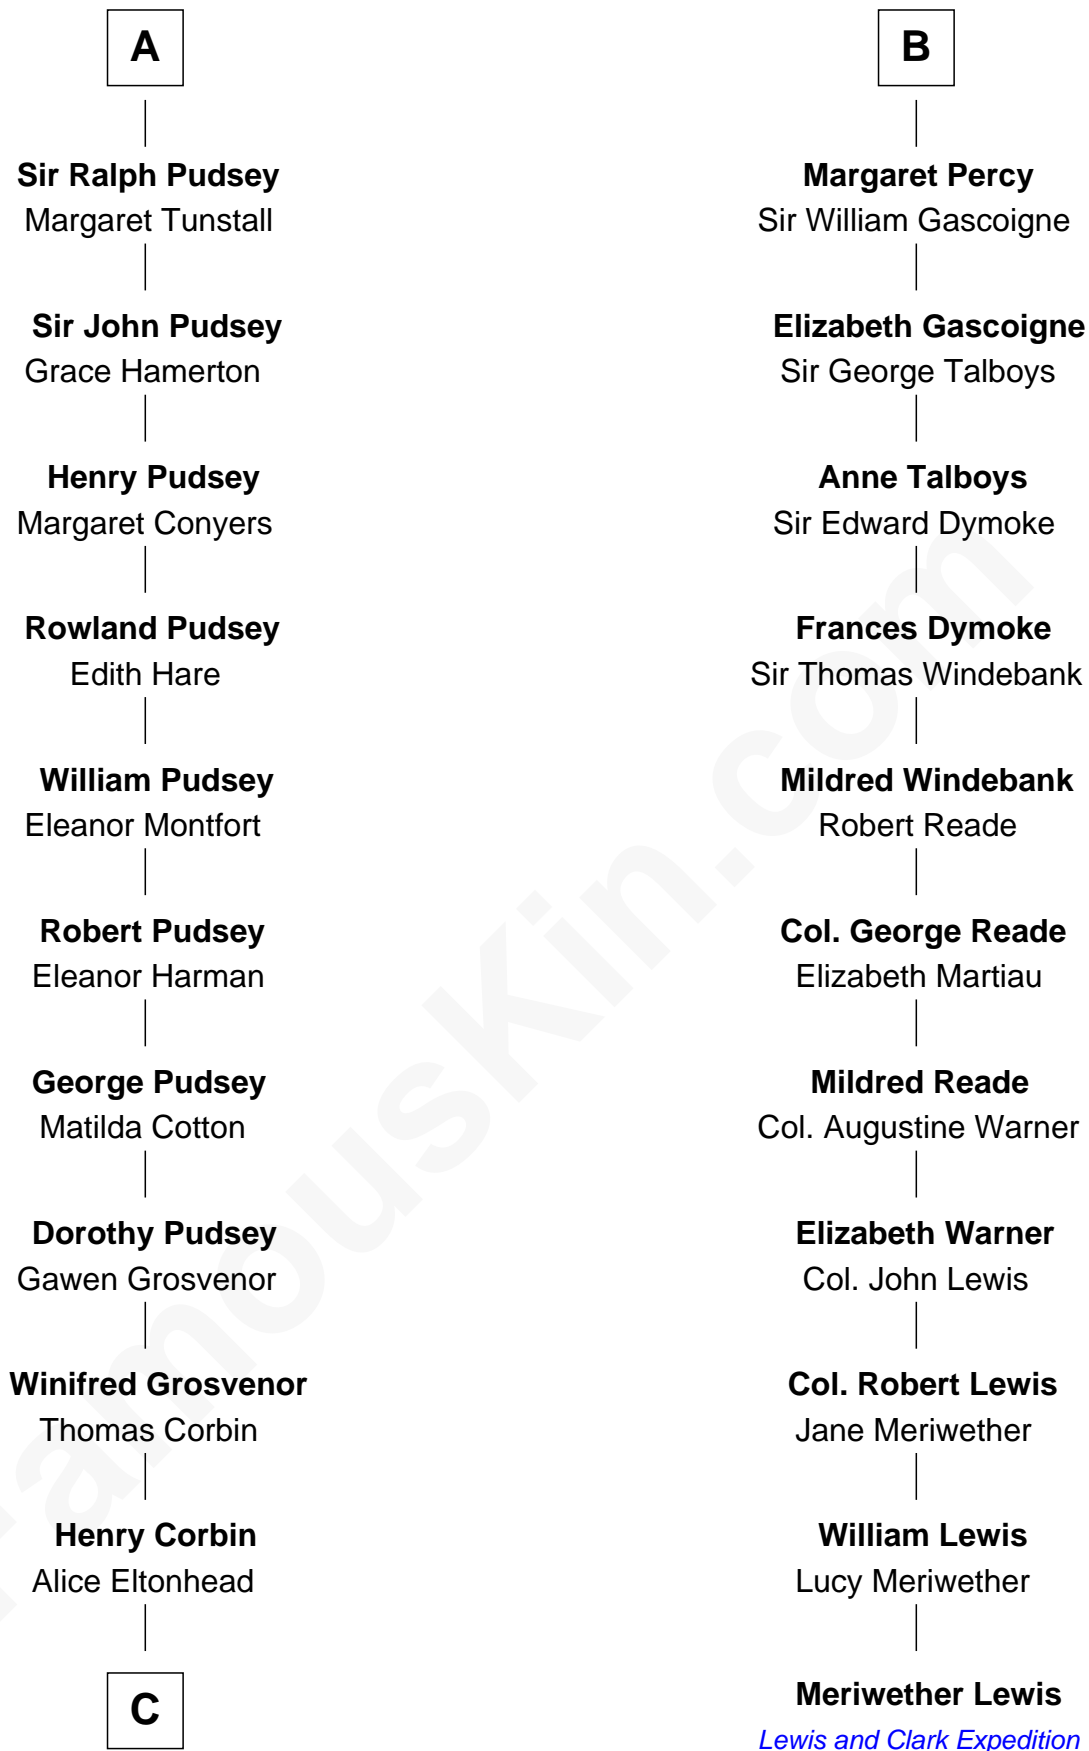 A
Sir Ralph Pudsey
Margaret Tunstall
Sir John Pudsey
Grace Hamerton
Henry Pudsey
Margaret Conyers
Rowland Pudsey
Edith Hare
William Pudsey
Eleanor Montfort
Robert Pudsey
Eleanor Harman
George Pudsey
Matilda Cotton
Dorothy Pudsey
Gawen Grosvenor
Winifred Grosvenor
Thomas Corbin
Henry Corbin
Alice Eltonhead
C
B
Margaret Percy
Sir William Gascoigne
Elizabeth Gascoigne
Sir George Talboys
Anne Talboys
Sir Edward Dymoke
Frances Dymoke
Sir Thomas Windebank
Mildred Windebank
Robert Reade
Col. George Reade
Elizabeth Martiau
Mildred Reade
Col. Augustine Warner
Elizabeth Warner
Col. John Lewis
Col. Robert Lewis
Jane Meriwether
William Lewis
Lucy Meriwether
Meriwether Lewis
Lewis and Clark Expedition
FamousKin.com